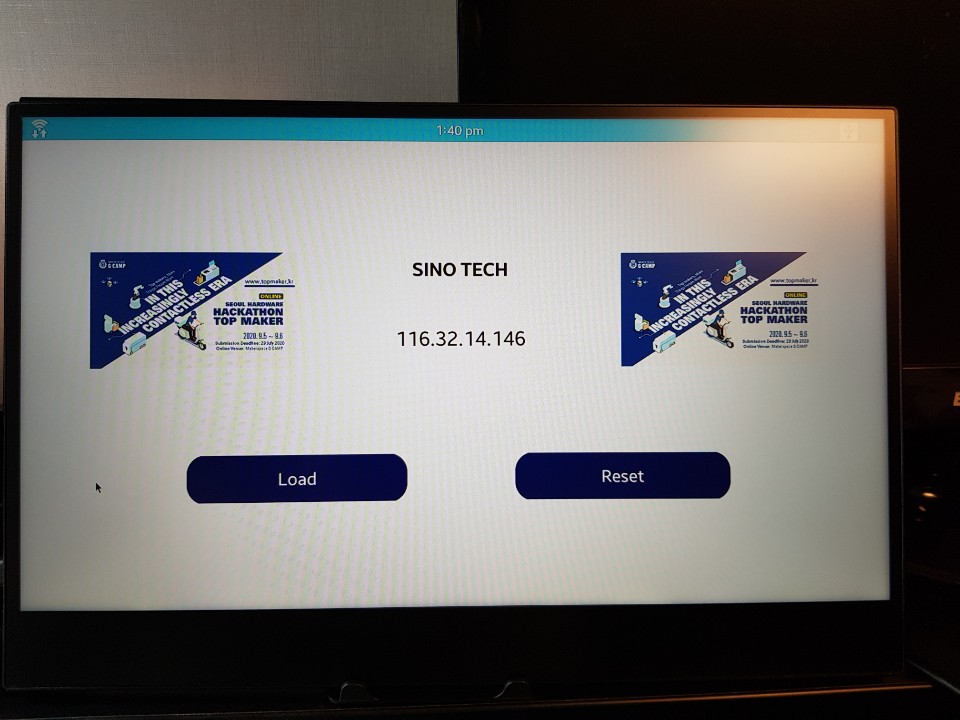 1:40 pm
G CAMP
IN THIS
INCREASINGLY
CONTACTLESS ERA
www.topmaker.kr
ONLINE
SEOUL HARDWARE
HACKATHON
TOP MAKER
2020. 9.5 ~ 9.6
Submission Deadline: 29 July 2020
Online Venue:
G CAMP
SINO TECH
116.32.14.146
G CAMP
IN THIS
INCREASINGLY
CONTACTLESS ERA
www.topmaker.kr
ONLINE
SEOUL HARDWARE
HACKATHON
TOP MAKER
2020. 9.5 ~ 9.6
Submission Deadline: 29 July 2020
Online Venue:
G CAMP
Load
Reset